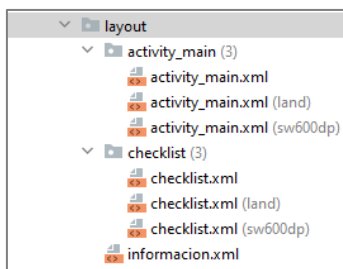 layout
activity_main (3)
activity_main.xml
activity_main.xml (land)
activity_main.xml (sw600dp)
checklist (3)
checklist.xml
checklist.xml (land)
checklist.xml (sw600dp)
informacion.xml